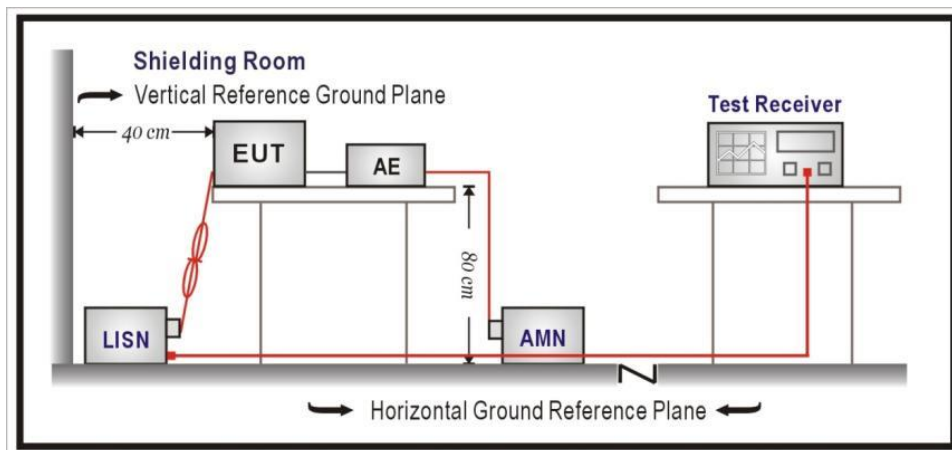 Shielding Room
Vertical Reference Ground Plane
40 cm
EUT
AE
Test Receiver
80 cm
LISN
AMN
Horizontal Ground Reference Plane